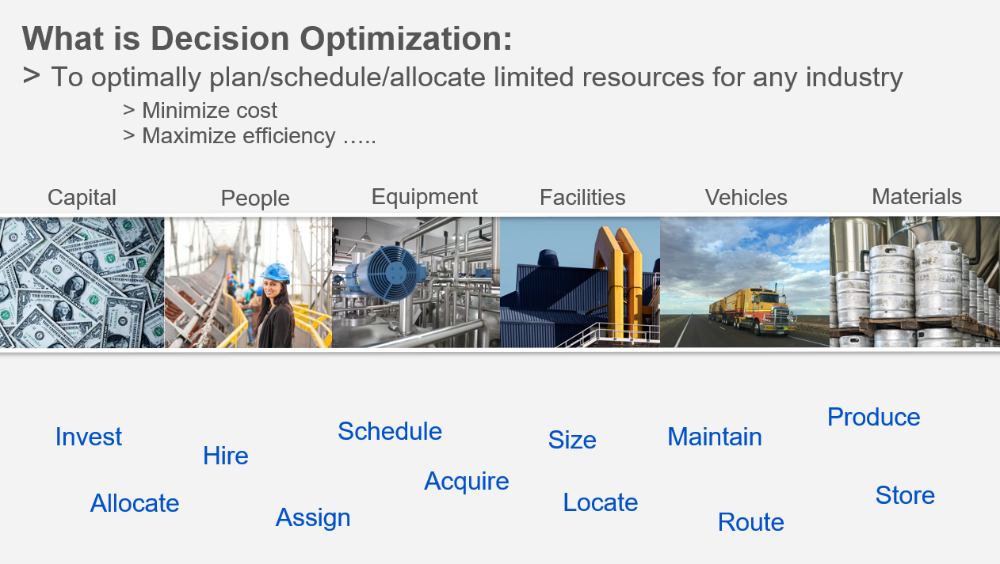 What is Decision Optimization:
> To optimally plan/schedule/allocate limited resources for any industry
> Minimize cost
> Maximize efficiency …..
Capital
People
Equipment
Facilities
Vehicles
Materials
Invest
Allocate
Hire
Assign
Schedule
Acquire
Size
Locate
Maintain
Route
Produce
Store